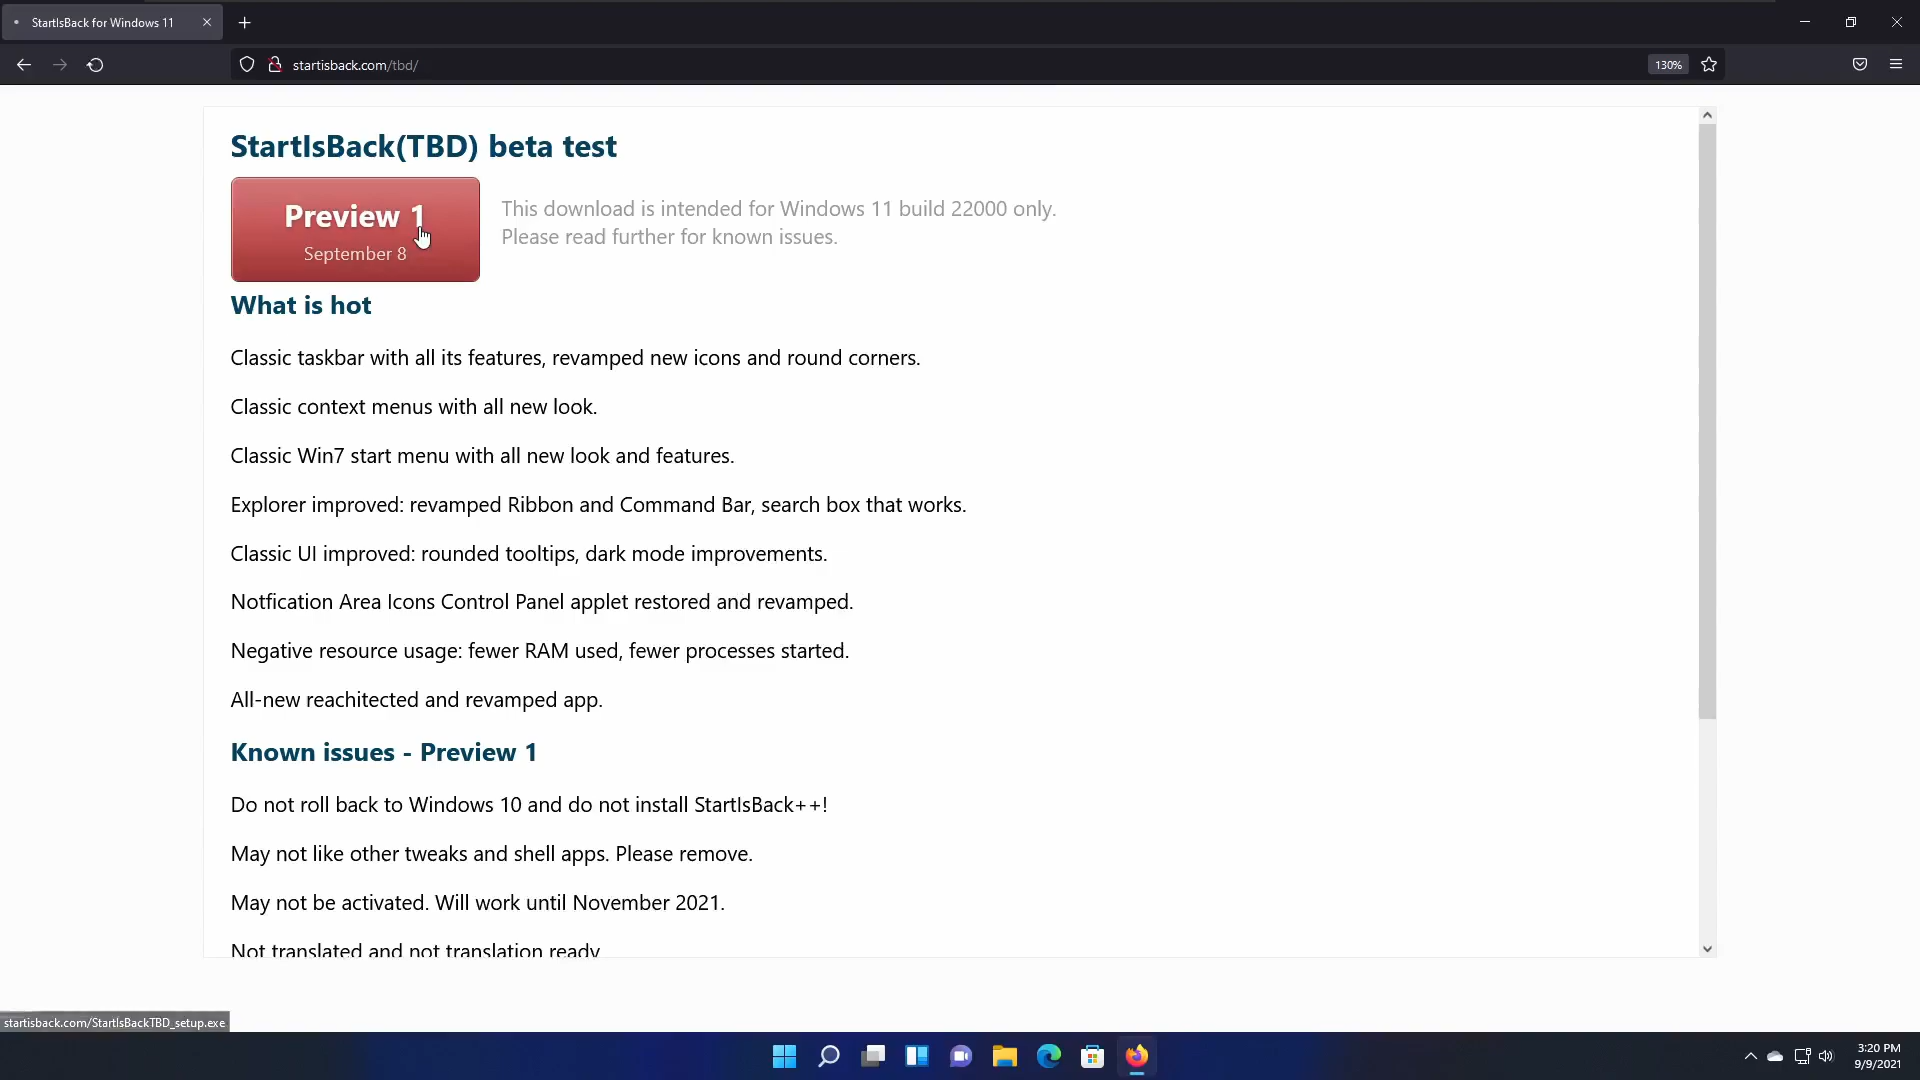 StartIsBack for Windows 11
startisback.com/tbd/
130%
StartIsBack(TBD) beta test
Preview 1
September 8
This download is intended for Windows 11 build 22000 only.
Please read further for known issues.
What is hot
Classic taskbar with all its features, revamped new icons and round corners.
Classic context menus with all new look.
Classic Win7 start menu with all new look and features.
Explorer improved: revamped Ribbon and Command Bar, search box that works.
Classic UI improved: rounded tooltips, dark mode improvements.
Notfication Area Icons Control Panel applet restored and revamped.
Negative resource usage: fewer RAM used, fewer processes started.
All-new reachitected and revamped app.
Known issues - Preview 1
Do not roll back to Windows 10 and do not install StartIsBack++!
May not like other tweaks and shell apps. Please remove.
May not be activated. Will work until November 2021.
Not translated and not translation ready
startisback.com/StartIsBackTBD_setup.exe
3:20 PM
9/9/2021